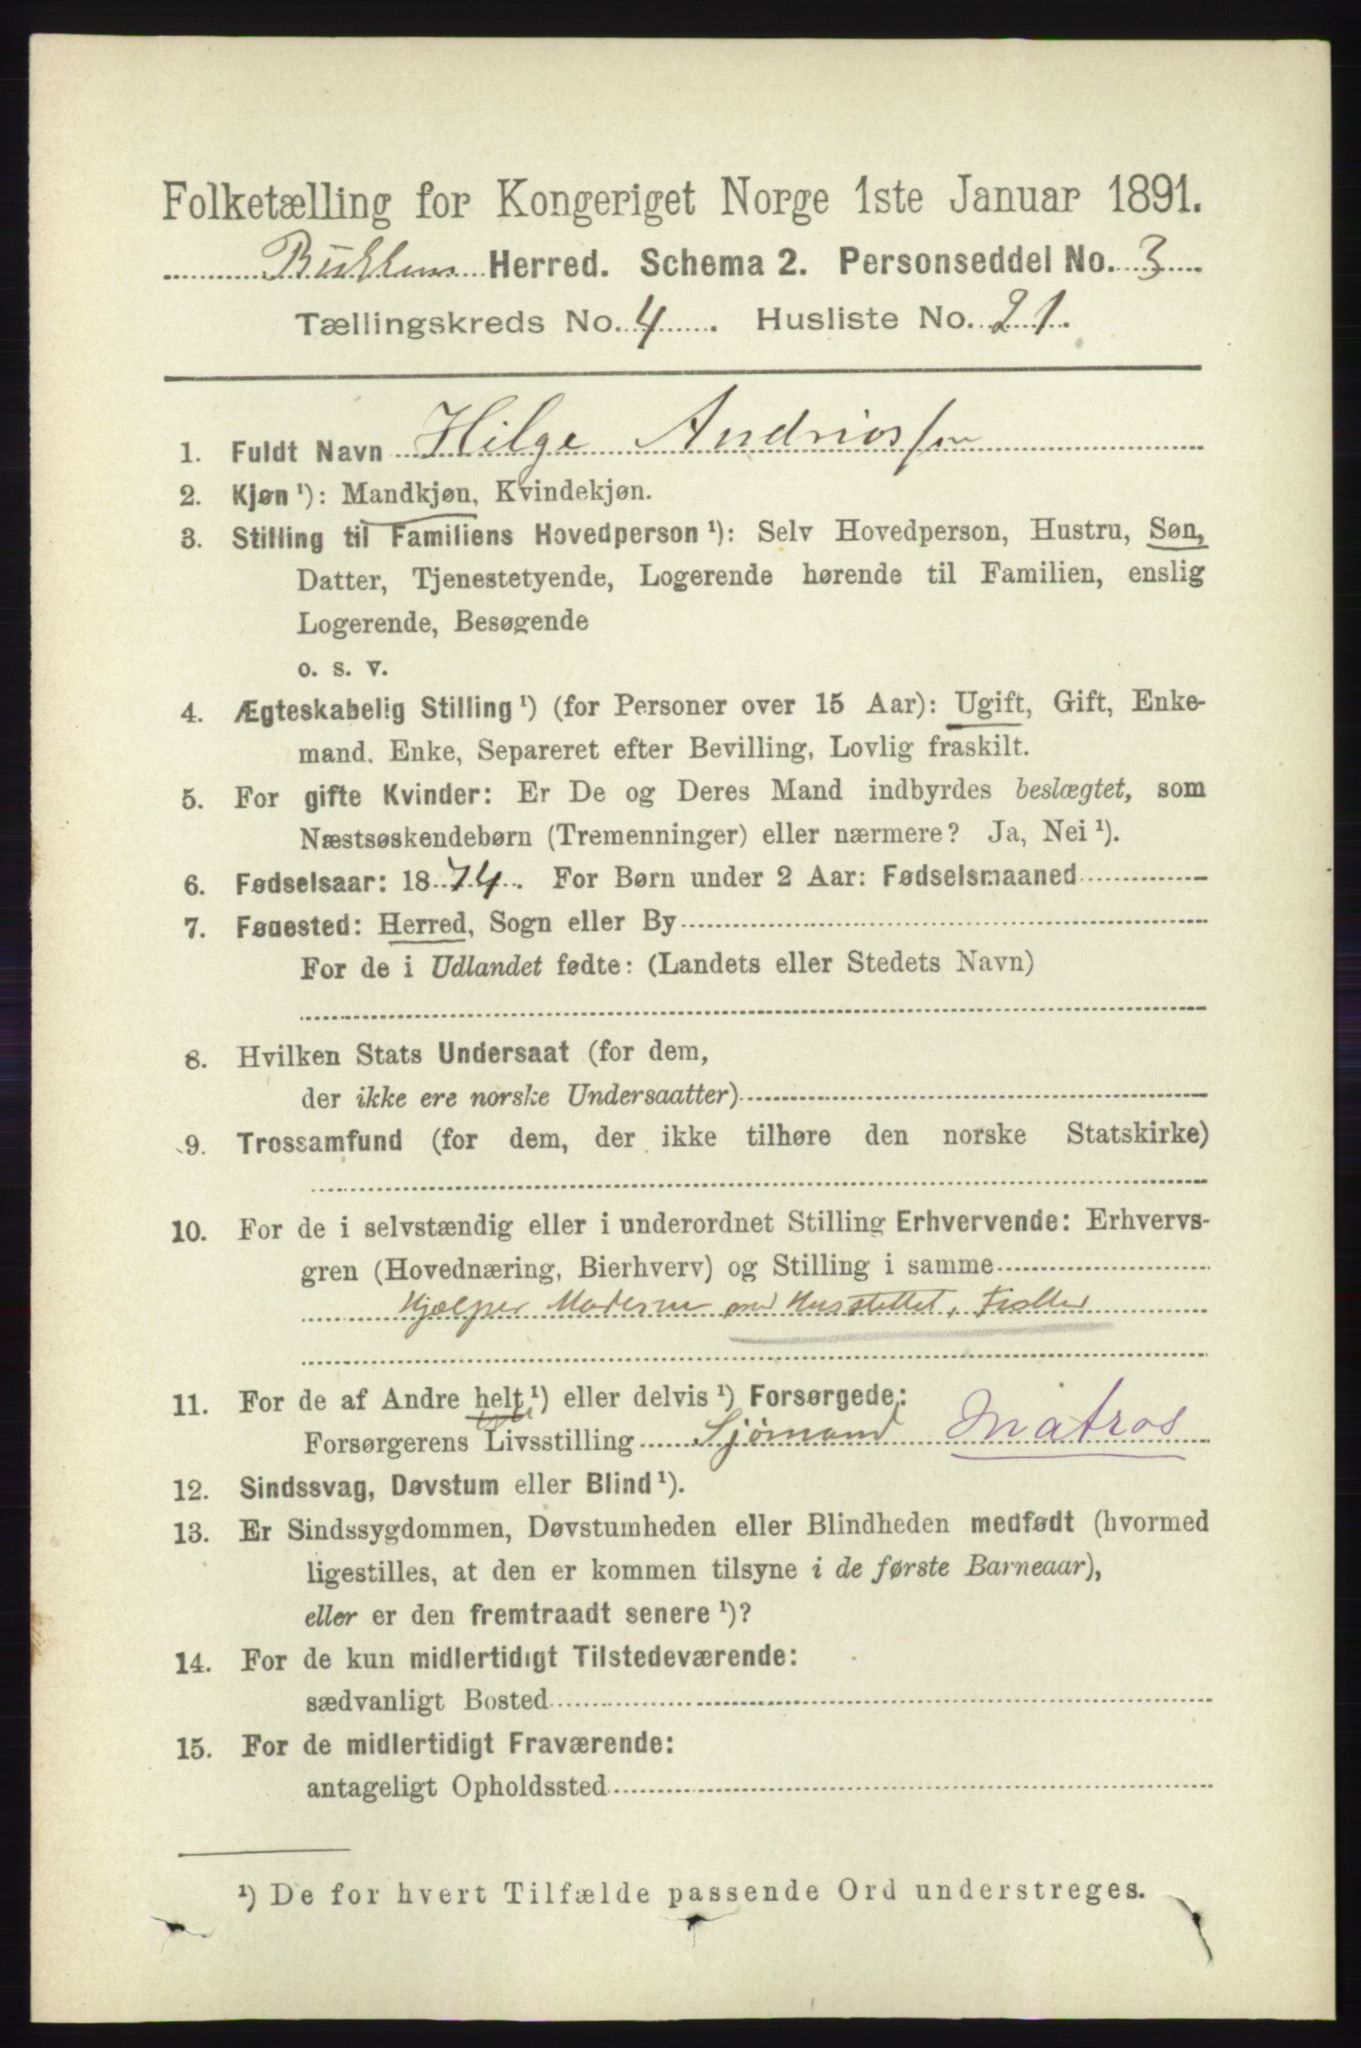 Folketælling for Kongeriget Norge 1ste Januar 1891.
Herred. Schema 2. Personseddel No. 3
Tællingskreds No. 4. Husliste No. 21.
1. Fuldt Navn Hilge Andriossen
2. Kjøn ¹): Mandkjøn, Kvindekjøn.
3. Stilling til Familiens Hovedperson ¹): Selv Hovedperson, Hustru, Søn,
Datter, Tjenestetyende, Logerende hørende til Familien, enslig
Logerende, Besøgende
o. s. v.
4. Ægteskabelig Stilling ¹) (for Personer over 15 Aar): Ugift, Gift, Enke-
mand. Enke, Separeret efter Bevilling, Lovlig fraskilt.
5. For gifte Kvinder: Er De og Deres Mand indbyrdes beslægtet, som
Næstsøskendebørn (Tremenninger) eller nærmere? Ja, Nei ¹).
6. Fødselsaar: 1874. For Børn under 2 Aar: Fødselsmaaned
7. Fødested: Herred, Sogn eller By
For de i Udlandet fødte: (Landets eller Stedets Navn)
8. Hvilken Stats Undersaat (for dem,
der ikke ere norske Undersaatter)
9. Trossamfund (for dem, der ikke tilhøre den norske Statskirke)
10. For de i selvstændig eller i underordnet Stilling Erhvervende: Erhvervs-
gren (Hovednæring, Bierhverv) og Stilling i samme
Hjælper Moderen med Husstellet,
11. For de af Andre helt ¹) eller delvis ¹) Forsørgede:
Forsørgerens Livsstilling Sjømand Matros
12. Sindssvag, Døvstum eller Blind ¹).
13. Er Sindssygdommen, Døvstumheden eller Blindheden medfødt (hvormed
ligestilles, at den er kommen tilsyne i de første Barneaar),
eller er den fremtraadt senere ¹)?
14. For de kun midlertidigt Tilstedeværende:
sædvanligt Bosted
15. For de midlertidigt Fraværende:
antageligt Opholdssted
¹) De for hvert Tilfælde passende Ord understreges.